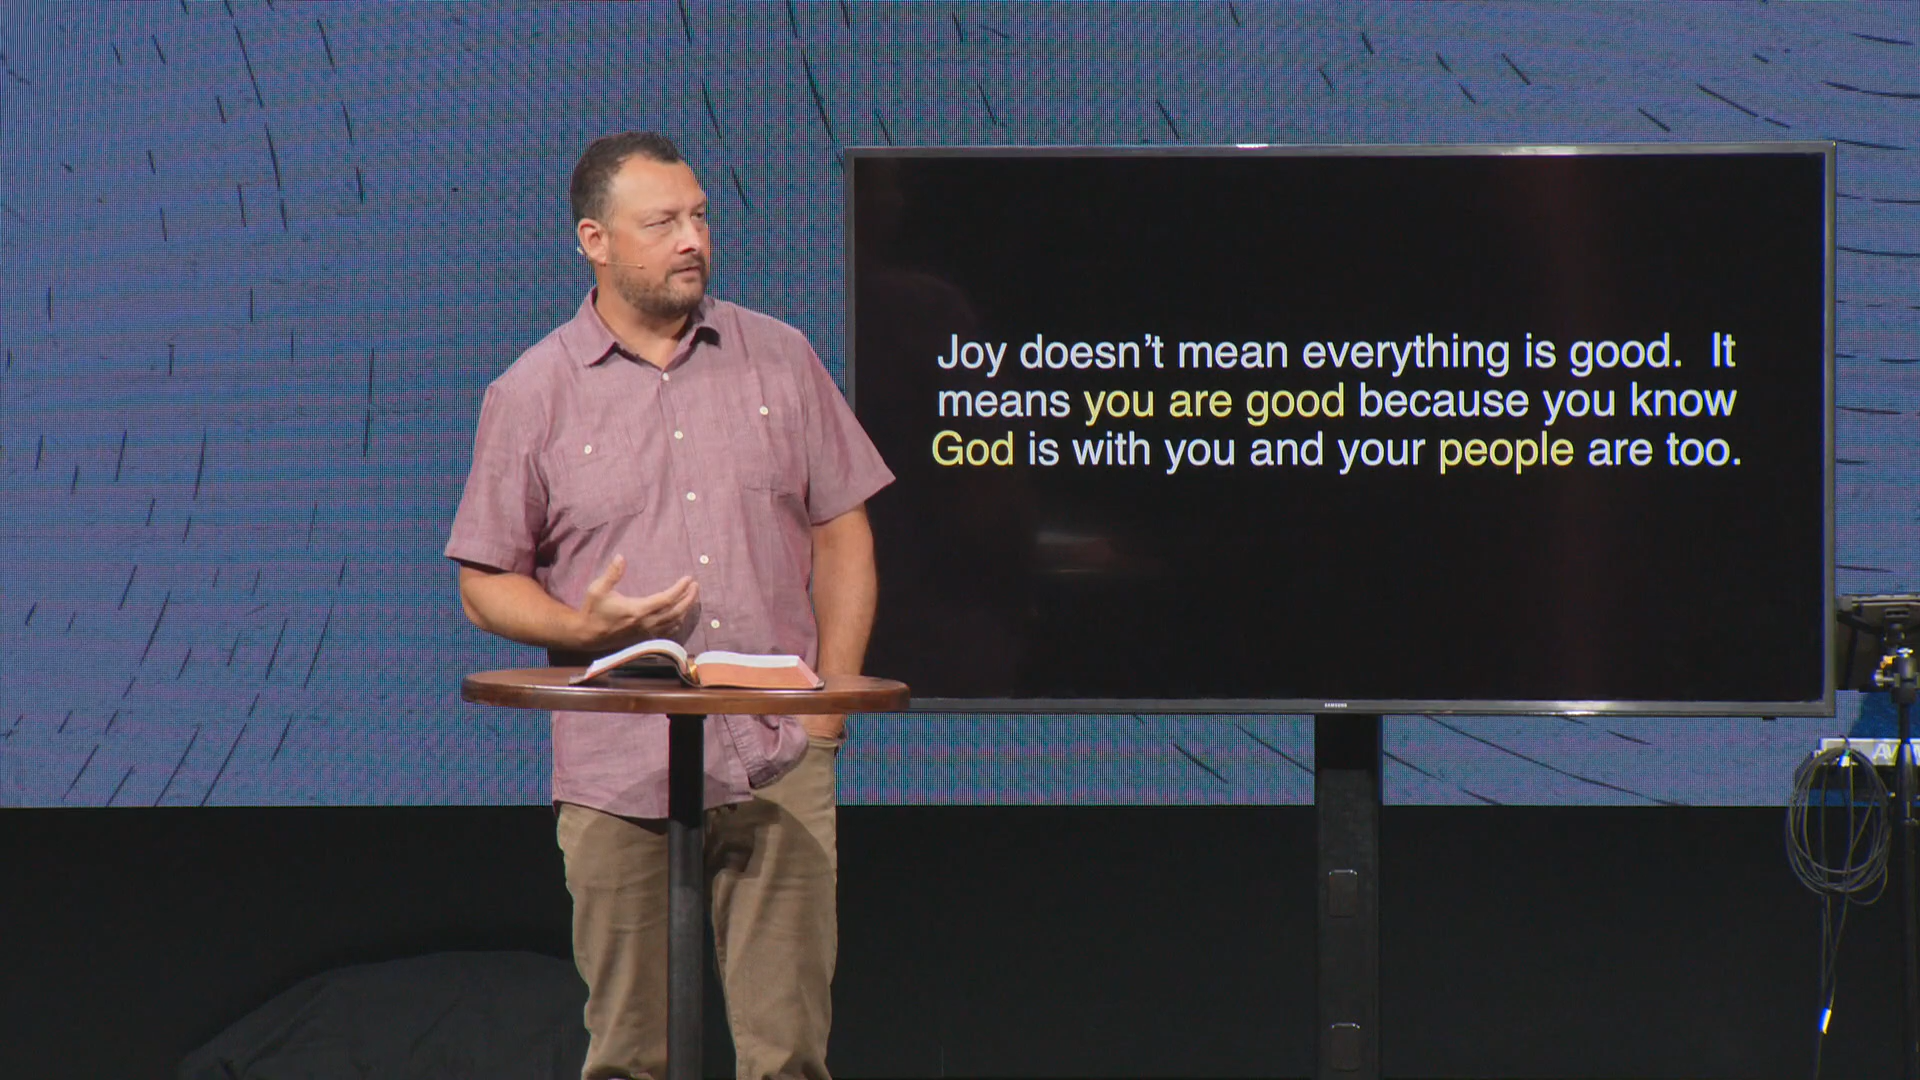 Joy doesn’t mean everything is good.  It
means you are good because you know
God is with you and your people are too.
SAMSUNG